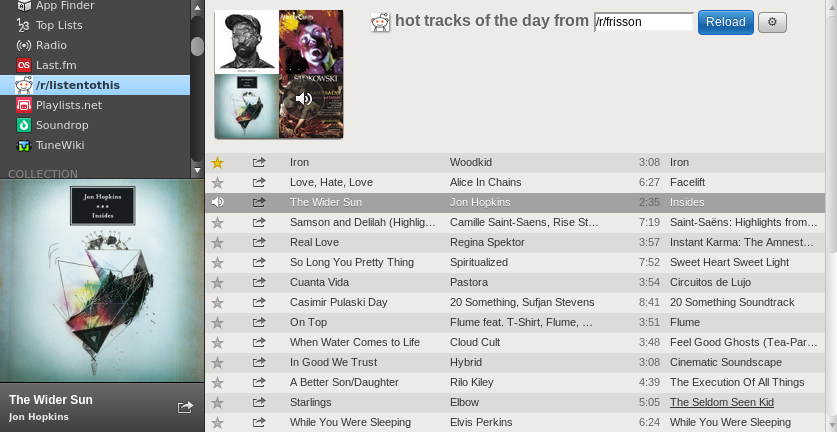 App Finder
Top Lists
Radio
Last.fm
/r/listentothis
Playlists.net
Soundrop
TuneWiki
COLLECTION
Jon Hopkins
Insides
The Wider Sun
Jon Hopkins
hot tracks of the day from /r/frisson Reload
Iron Woodkid 3:08 Iron
Love, Hate, Love Alice In Chains 6:27 Facelift
The Wider Sun Jon Hopkins 2:35 Insides
Samson and Delilah (Highlig… Camille Saint-Saens, Rise St… 7:19 Saint-Saëns: Highlights from…
Real Love Regina Spektor 3:57 Instant Karma: The Amnest…
So Long You Pretty Thing Spiritualized 7:52 Sweet Heart Sweet Light
Cuanta Vida Pastora 3:54 Circuitos de Lujo
Casimir Pulaski Day 20 Something, Sufjan Stevens 8:41 20 Something Soundtrack
On Top Flume feat. T-Shirt, Flume, … 3:51 Flume
When Water Comes to Life Cloud Cult 3:48 Feel Good Ghosts (Tea-Par…
In Good We Trust Hybrid 3:08 Cinematic Soundscape
A Better Son/Daughter Rilo Kiley 4:39 The Execution Of All Things
Starlings Elbow 5:05 The Seldom Seen Kid
While You Were Sleeping Elvis Perkins 6:24 While You Were Sleeping